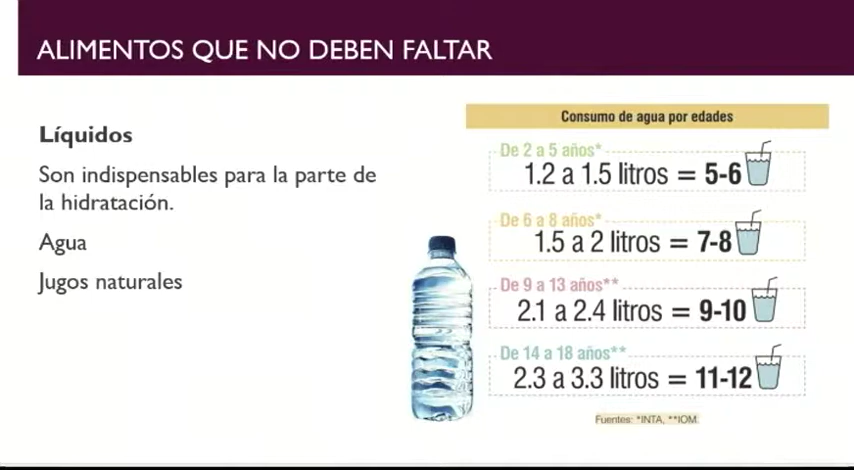 ALIMENTOS QUE NO DEBEN FALTAR
Líquidos
Son indispensables para la parte de
la hidratación.
Agua
Jugos naturales
Consumo de agua por edades
De 2 a 5 años*
1.2 a 1.5 litros = 5-6
De 6 a 8 años*
1.5 a 2 litros = 7-8
De 9 a 13 años**
2.1 a 2.4 litros = 9-10
De 14 a 18 años**
2.3 a 3.3 litros = 11-12
Fuentes: *INTA, **IOM